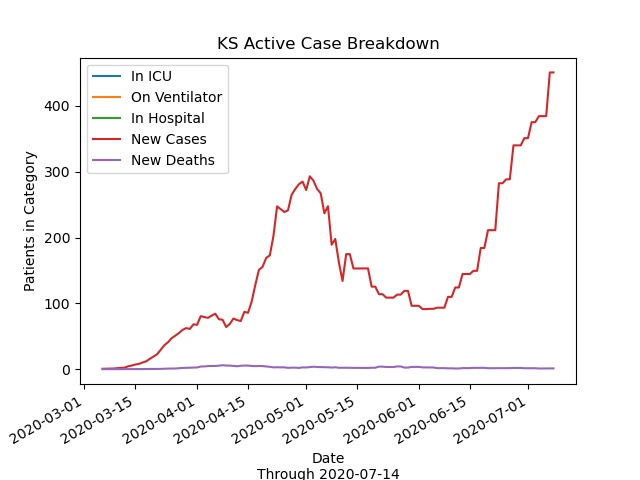 KS Active Case Breakdown
In ICU
On Ventilator
In Hospital
New Cases
New Deaths
Patients in Category
400
300
200
100
0
2020-03-01
2020-03-15
2020-04-01
2020-04-15
2020-05-01
2020-05-15
2020-06-01
2020-06-15
2020-07-01
Date
Through 2020-07-14